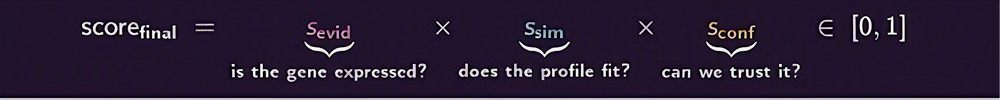 score_final = S_evid × S_sim × S_conf ∈ [0, 1]
is the gene expressed? does the profile fit? can we trust it?